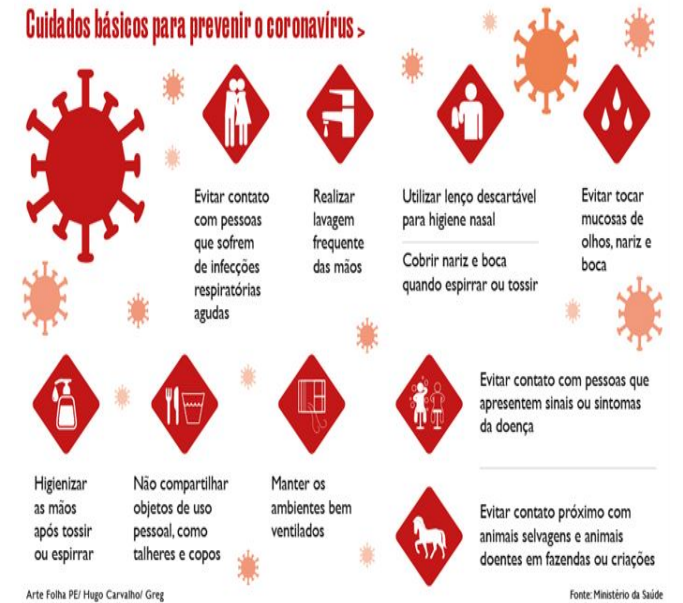 Cuidados básicos para prevenir o coronavírus >
Evitar contato
com pessoas
que sofrem
de infecções
respiratórias
agudas
Realizar
lavagem
frequente
das mãos
Utilizar lenço descartável
para higiene nasal
Cobrir nariz e boca
quando espirrar ou tossir
Evitar tocar
mucosas de
olhos, nariz e
boca
Higienizar
as mãos
após tossir
ou espirrar
Não compartilhar
objetos de uso
pessoal, como
talheres e copos
Manter os
ambientes bem
ventilados
Evitar contato com pessoas que
apresentem sinais ou sintomas
da doença
Evitar contato próximo com
animais selvagens e animais
doentes em fazendas ou criações
Arte Folha PE/ Hugo Carvalho/ Greg
Fonte: Ministério da Saúde